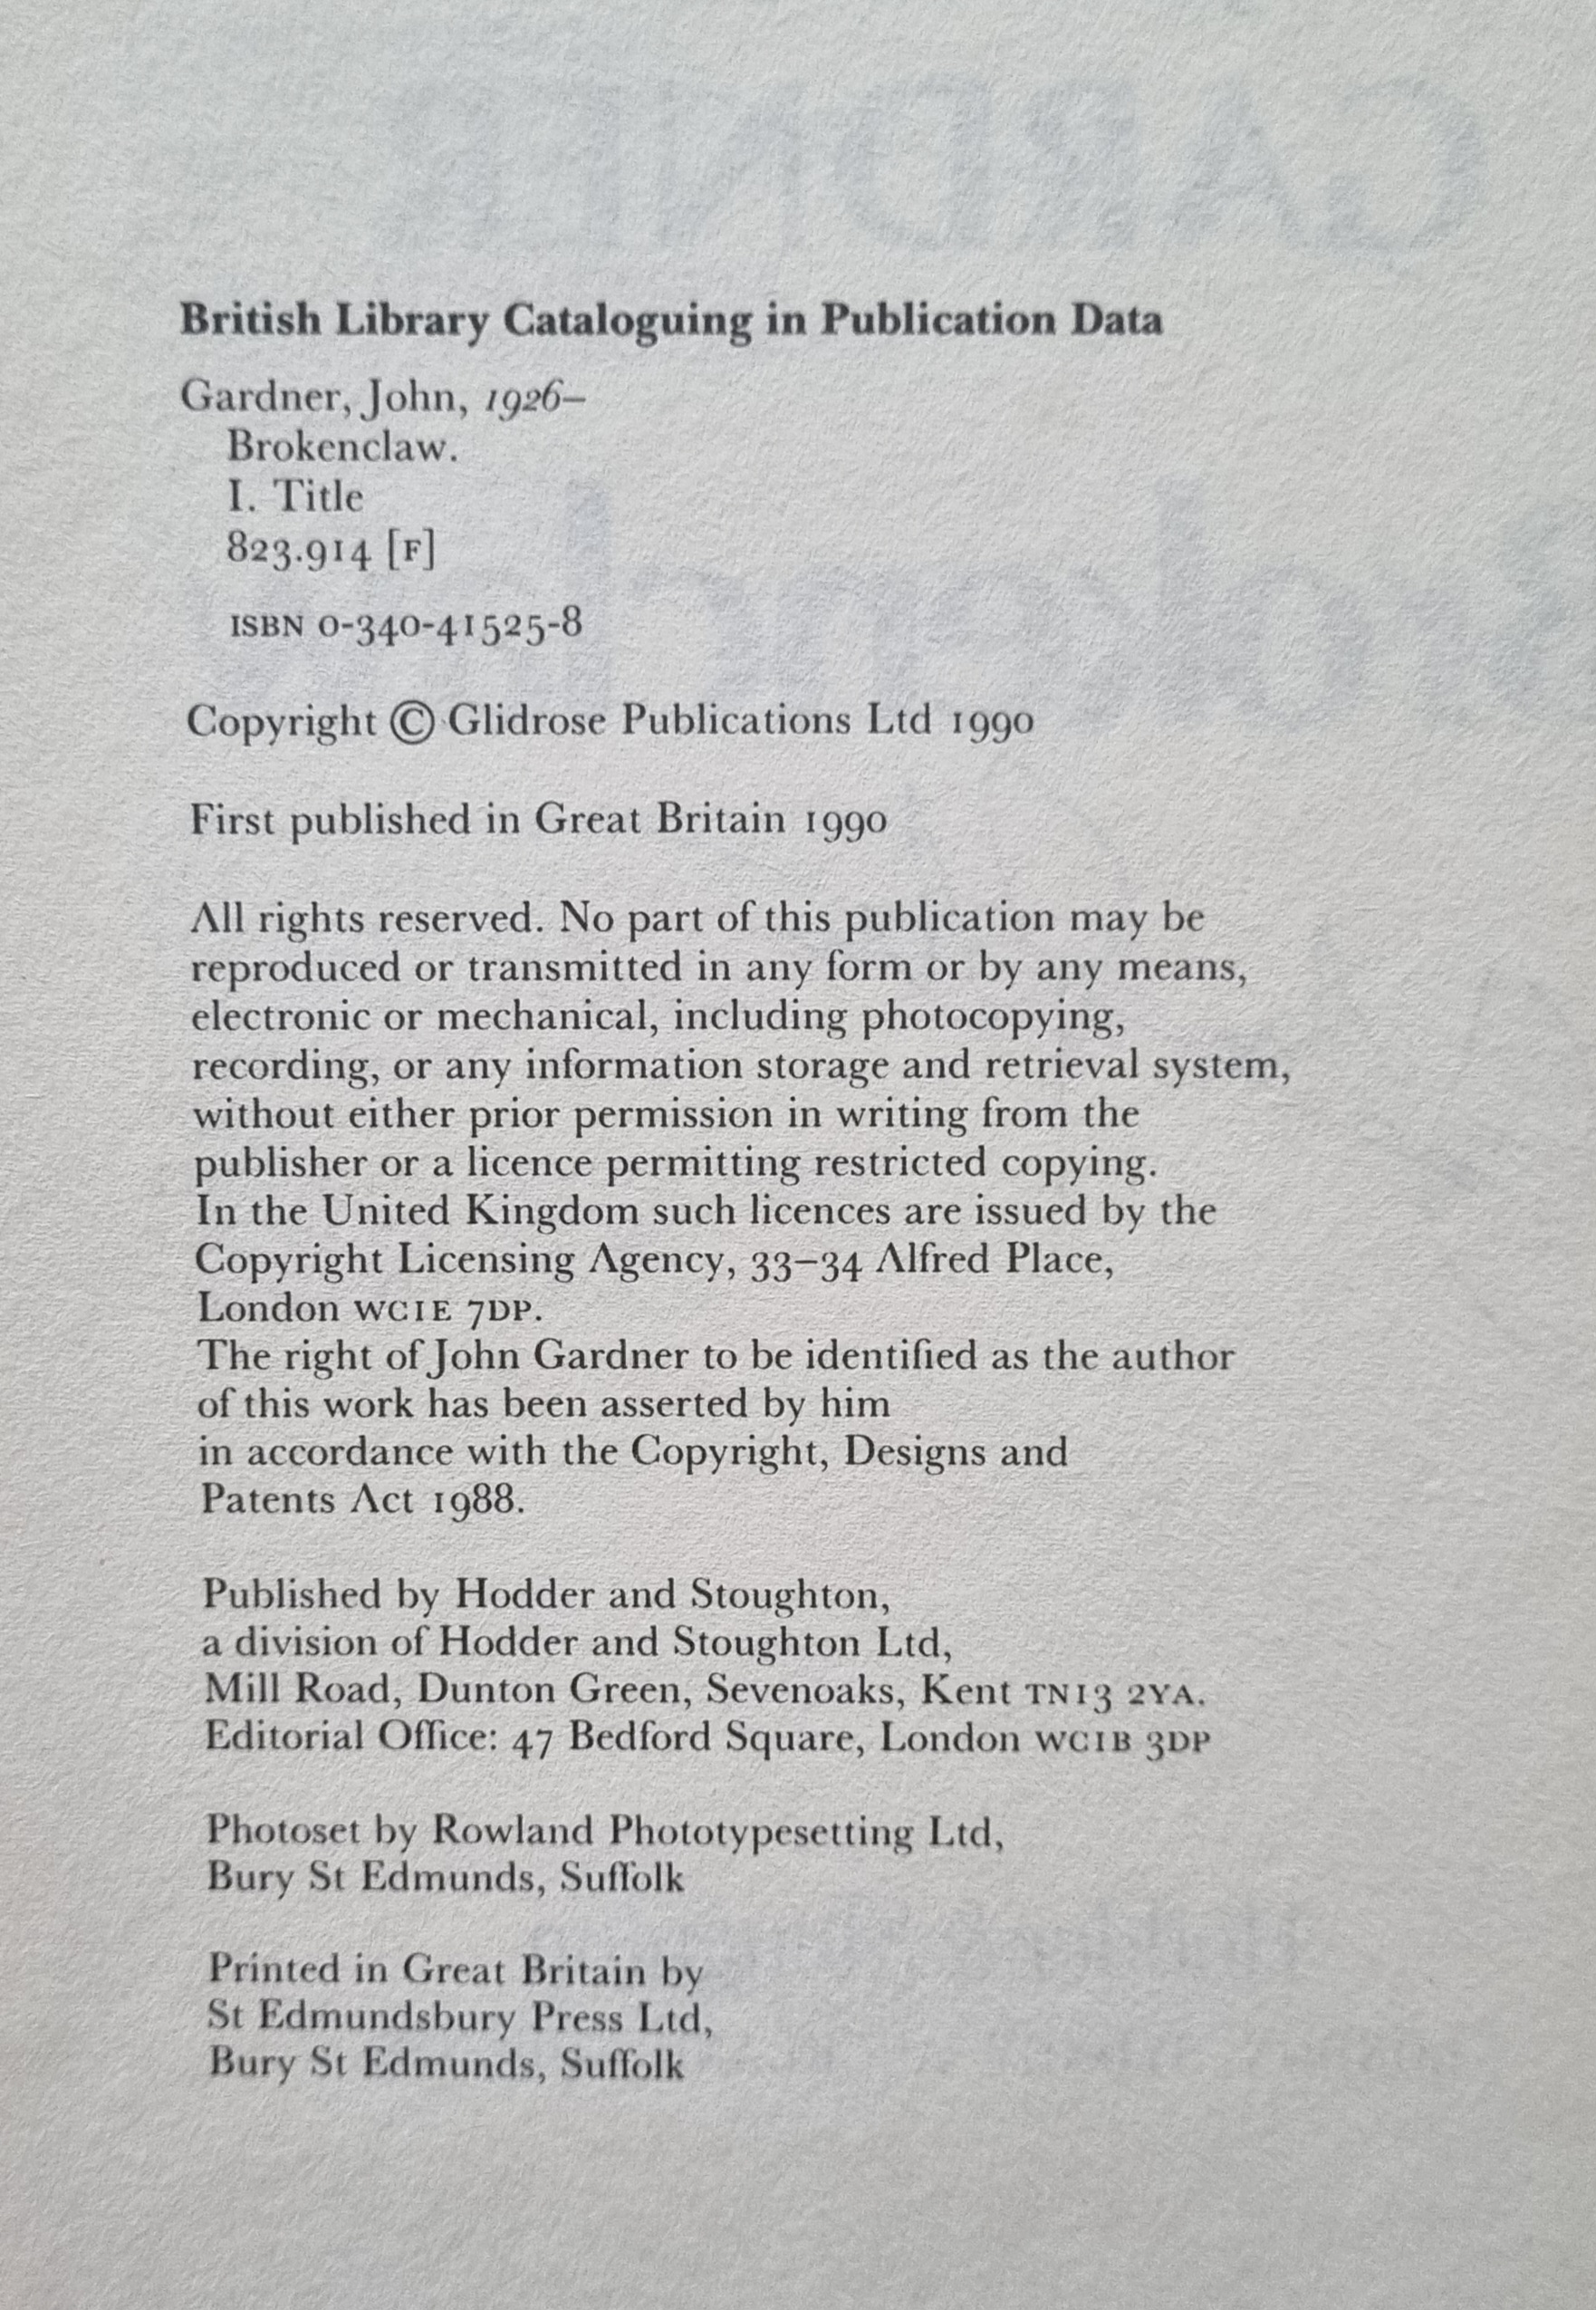 British Library Cataloguing in Publication Data
Gardner, John, 1926–
Brokenclaw.
I. Title
823.914 [F]
ISBN 0-340-41525-8
Copyright © Glidrose Publications Ltd 1990
First published in Great Britain 1990
All rights reserved. No part of this publication may be
reproduced or transmitted in any form or by any means,
electronic or mechanical, including photocopying,
recording, or any information storage and retrieval system,
without either prior permission in writing from the
publisher or a licence permitting restricted copying.
In the United Kingdom such licences are issued by the
Copyright Licensing Agency, 33–34 Alfred Place,
London WC1E 7DP.
The right of John Gardner to be identified as the author
of this work has been asserted by him
in accordance with the Copyright, Designs and
Patents Act 1988.
Published by Hodder and Stoughton,
a division of Hodder and Stoughton Ltd,
Mill Road, Dunton Green, Sevenoaks, Kent TN13 2YA.
Editorial Office: 47 Bedford Square, London WC1B 3DP
Photoset by Rowland Phototypesetting Ltd,
Bury St Edmunds, Suffolk
Printed in Great Britain by
St Edmundsbury Press Ltd,
Bury St Edmunds, Suffolk